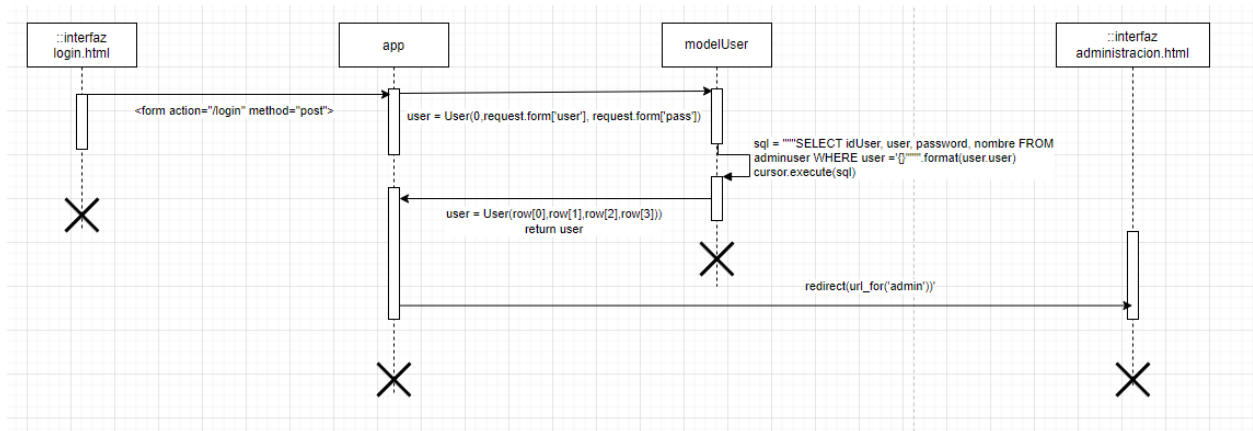 ::interfaz
login.html
app
modelUser
::interfaz
administracion.html
<form action="/login" method="post">
user = User(0,request.form['user'], request.form['pass'])
sql = """SELECT idUser, user, password, nombre FROM
adminuser WHERE user ='{}'""".format(user.user)
cursor.execute(sql)
user = User(row[0],row[1],row[2],row[3]))
return user
redirect(url_for('admin'))'